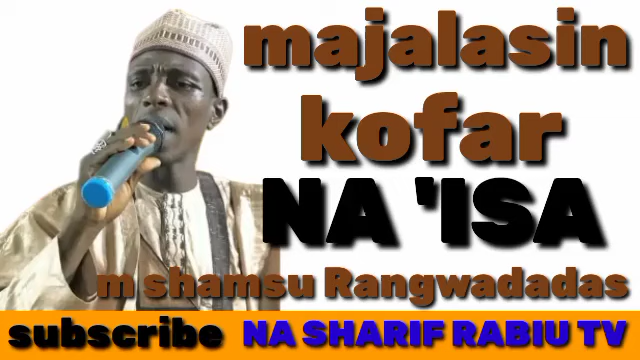 majalasin
kofar
NA 'ISA
m shamsu Rangwadadas
subscribe NA SHARIF RABIU TV